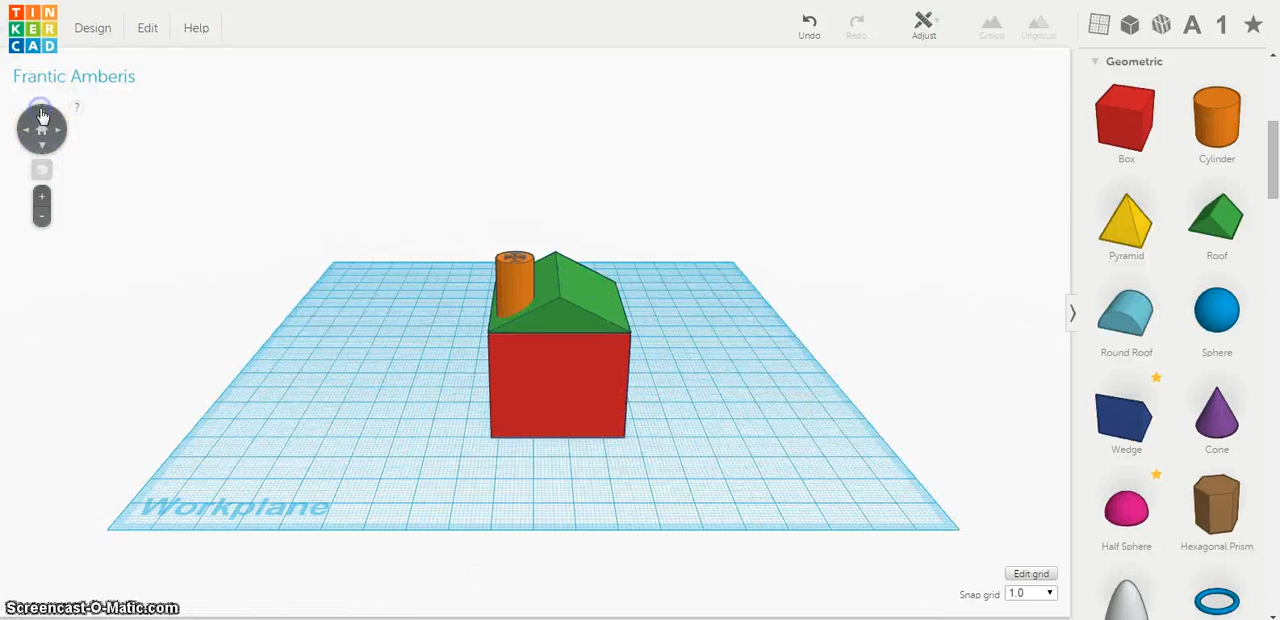 TIN
KER
CAD
Design
Edit
Help
Undo
Redo
Adjust
Group
Ungroup
A
1
Frantic Amberis
?
+
-
Geometric
Box
Cylinder
Pyramid
Roof
Round Roof
Sphere
Wedge
Cone
Half Sphere
Hexagonal Prism
Workplane
Edit grid
Snap grid
1.0
Screencast-O-Matic.com